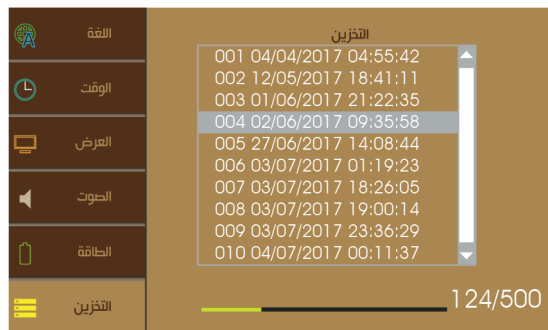 اللغة
الوقت
العرض
الصوت
الطاقة
التخزين
التخزين
001 04/04/2017 04:55:42
002 12/05/2017 18:41:11
003 01/06/2017 21:22:35
004 02/06/2017 09:35:58
005 27/06/2017 14:08:44
006 03/07/2017 01:19:23
007 03/07/2017 18:26:05
008 03/07/2017 19:00:14
009 03/07/2017 23:36:29
010 04/07/2017 00:11:37
124/500